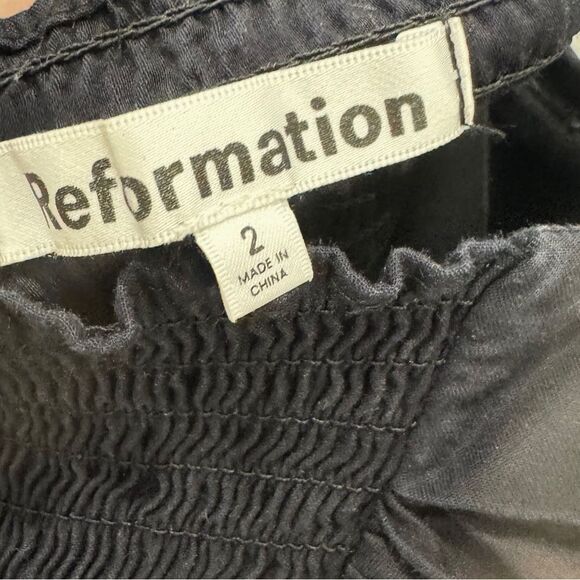 Reformation
2
MADE IN
CHINA